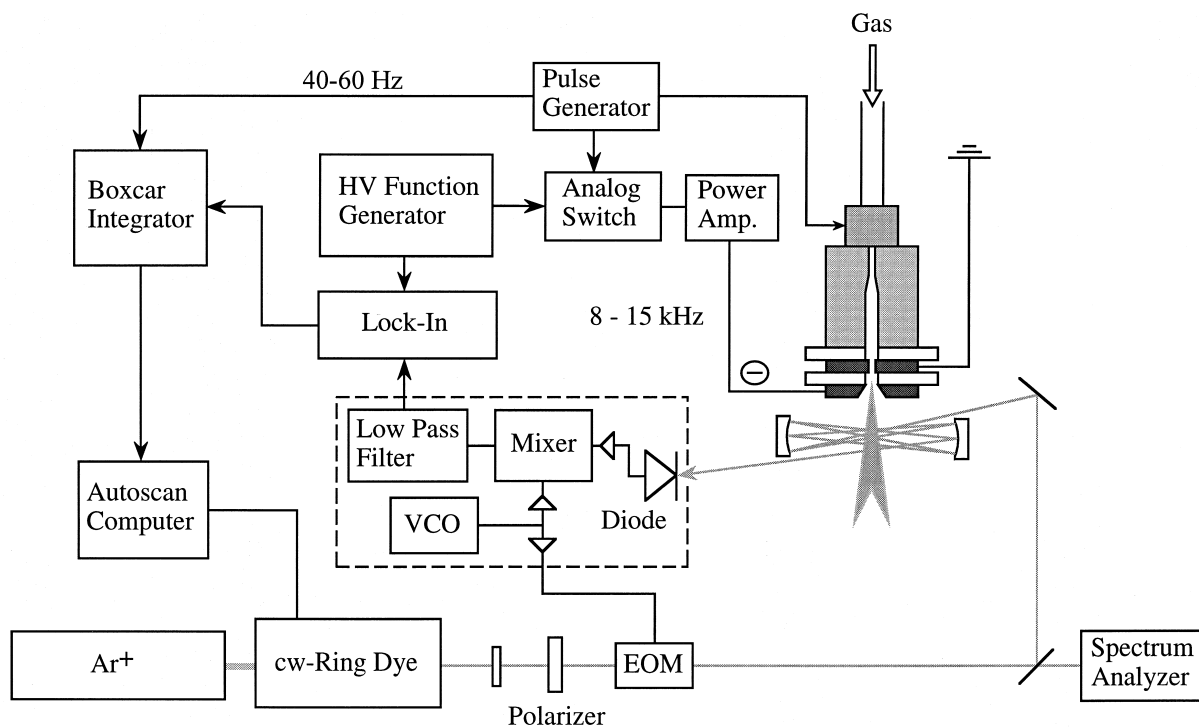 Gas
40-60 Hz
Pulse
Generator
Boxcar
Integrator
HV Function
Generator
Analog
Switch
Power
Amp.
Lock-In
8 - 15 kHz
−
Low Pass
Filter
Mixer
Autoscan
Computer
VCO
Diode
Ar+
cw-Ring Dye
EOM
Spectrum
Analyzer
Polarizer